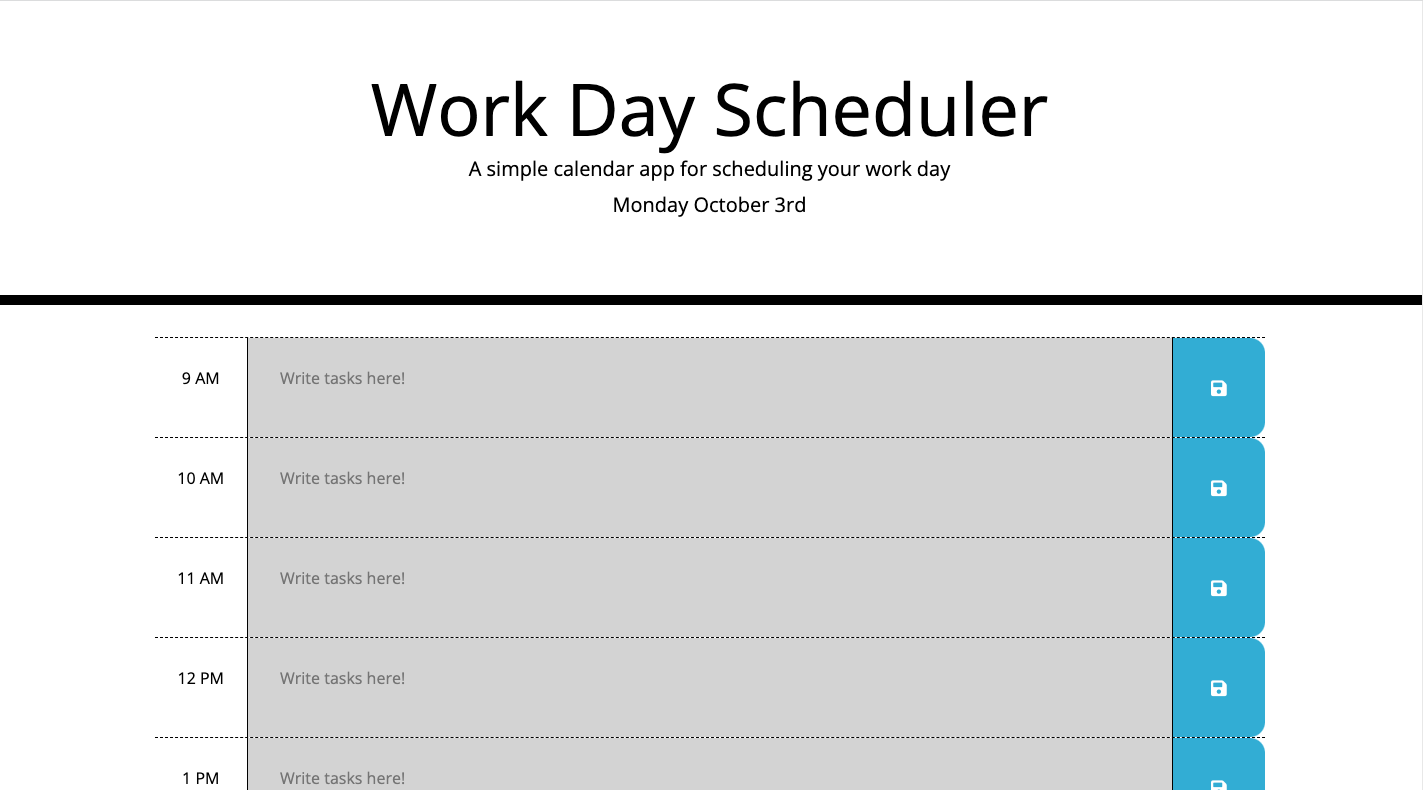 Work Day Scheduler
A simple calendar app for scheduling your work day
Monday October 3rd
9 AM
Write tasks here!
10 AM
Write tasks here!
11 AM
Write tasks here!
12 PM
Write tasks here!
1 PM
Write tasks here!